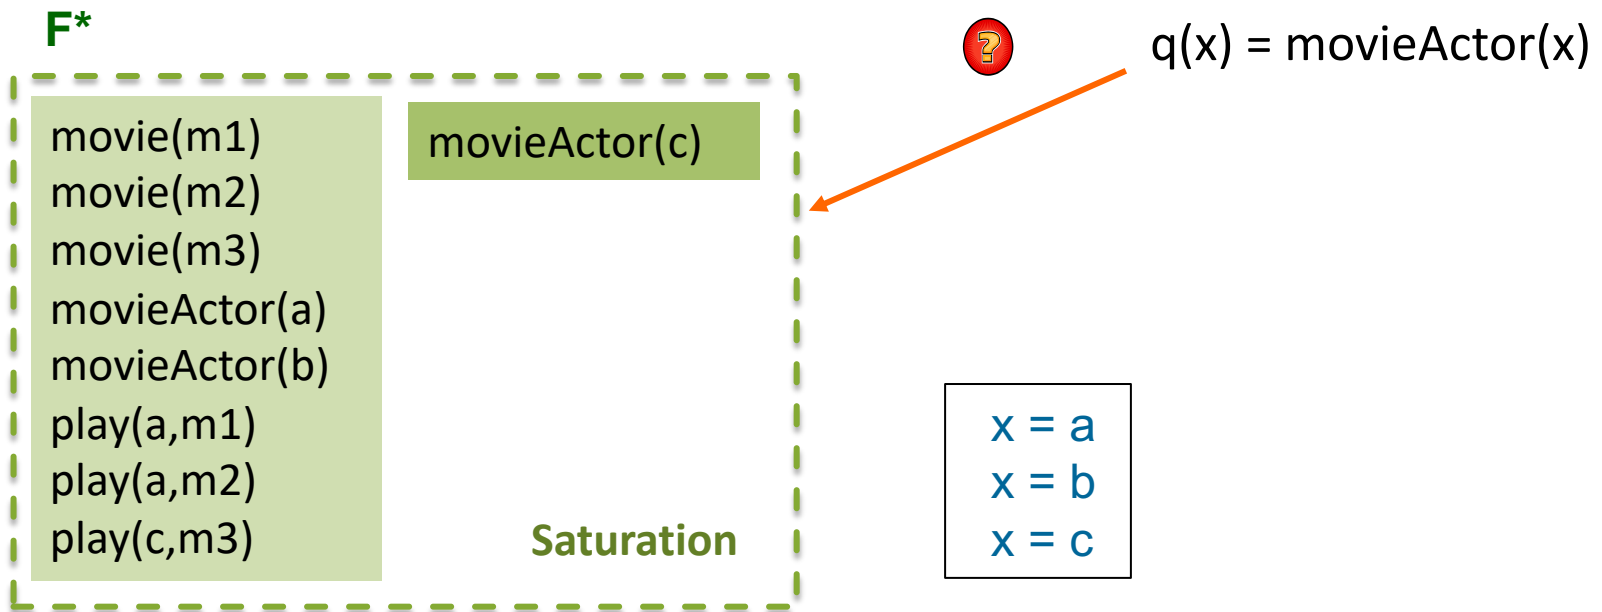 F*
?
q(x) = movieActor(x)
movie(m1)
movie(m2)
movie(m3)
movieActor(a)
movieActor(b)
play(a,m1)
play(a,m2)
play(c,m3)
movieActor(c)
Saturation
x = a
x = b
x = c